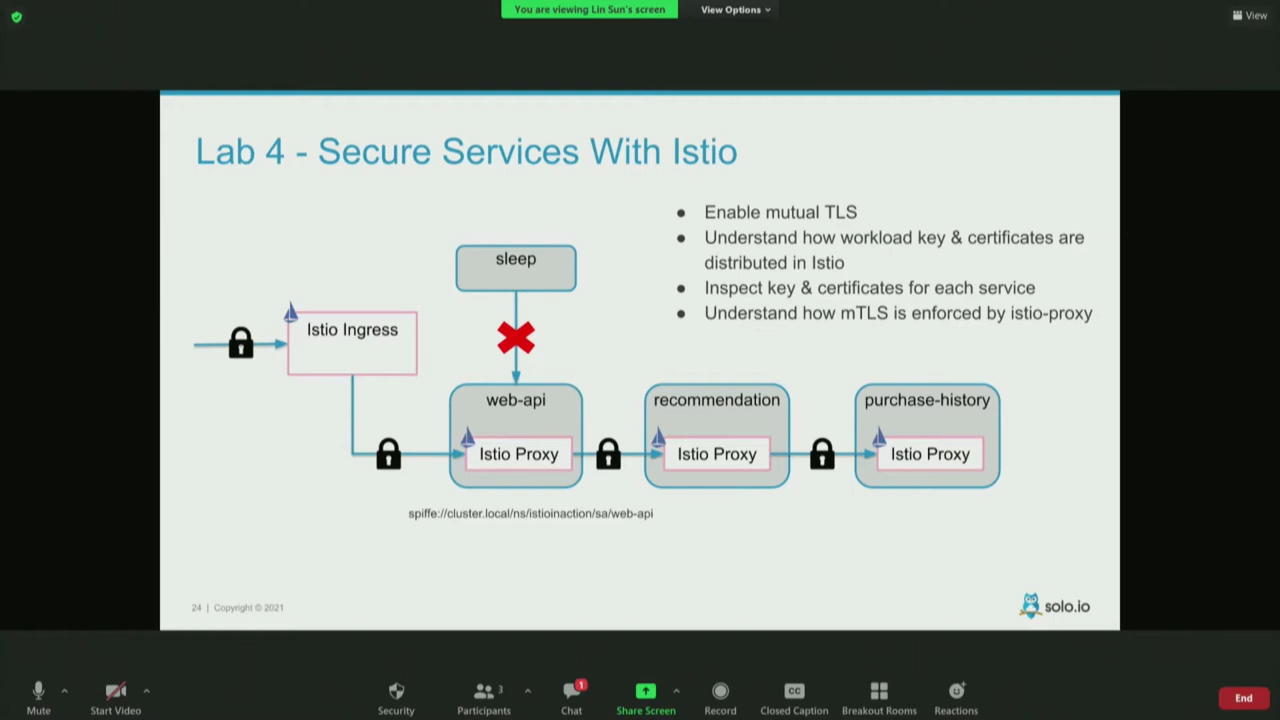 You are viewing Lin Sun's screen
View Options
View
Lab 4 - Secure Services With Istio
● Enable mutual TLS
● Understand how workload key & certificates are
distributed in Istio
● Inspect key & certificates for each service
● Understand how mTLS is enforced by istio-proxy
sleep
Istio Ingress
web-api
recommendation
purchase-history
Istio Proxy
Istio Proxy
Istio Proxy
spiffe://cluster.local/ns/istioinaction/sa/web-api
24 | Copyright © 2021
solo.io
Mute
Start Video
Security
Participants
3
Chat
1
Share Screen
Record
CC
Closed Caption
Breakout Rooms
Reactions
End